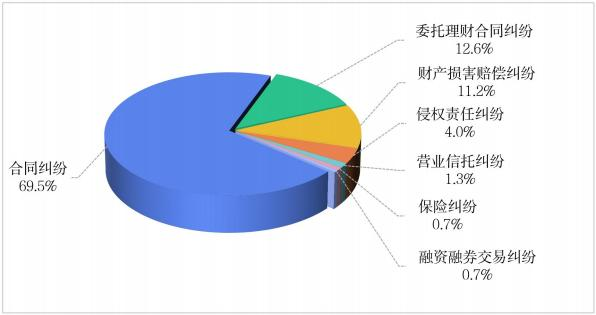 委托理财合同纠纷
12.6%
财产损害赔偿纠纷
11.2%
侵权责任纠纷
4.0%
合同纠纷
69.5%
营业信托纠纷
1.3%
保险纠纷
0.7%
融资融券交易纠纷
0.7%